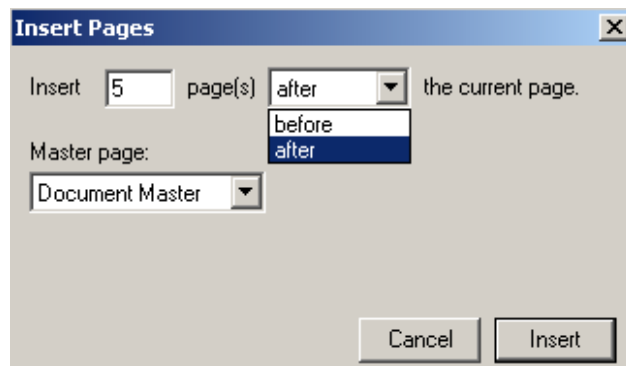 Insert Pages
Insert 5 page(s) after the current page.
before
after
Master page:
Document Master
Cancel Insert